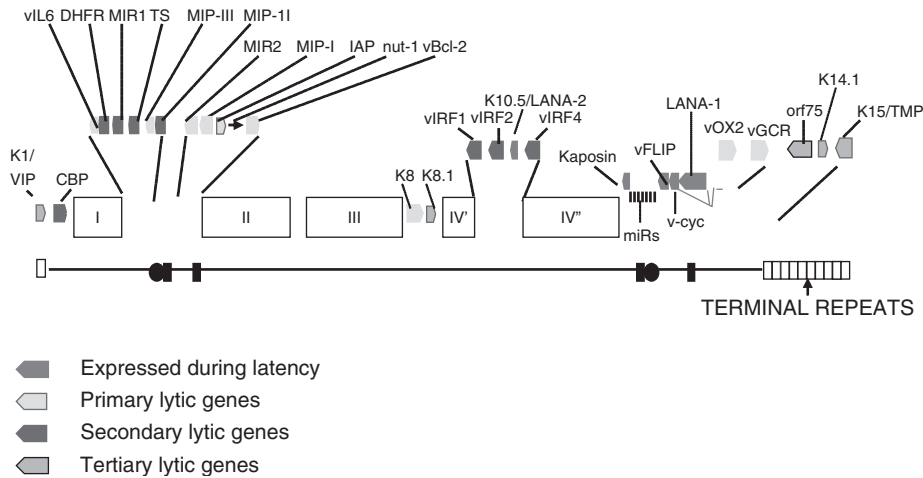 vIL6 DHFR MIR1 TS MIP-III MIP-1I
MIR2 MIP-I IAP nut-1 vBcl-2
K14.1
K10.5/LANA-2 LANA-1 orf75 K15/TMP
vIRF1 vIRF2 vIRF4 vOX2 vGCR
K1/
VIP CBP K8 K8.1 Kaposin vFLIP
I II III IV' IV" v-cyc
miRs
TERMINAL REPEATS
Expressed during latency
Primary lytic genes
Secondary lytic genes
Tertiary lytic genes